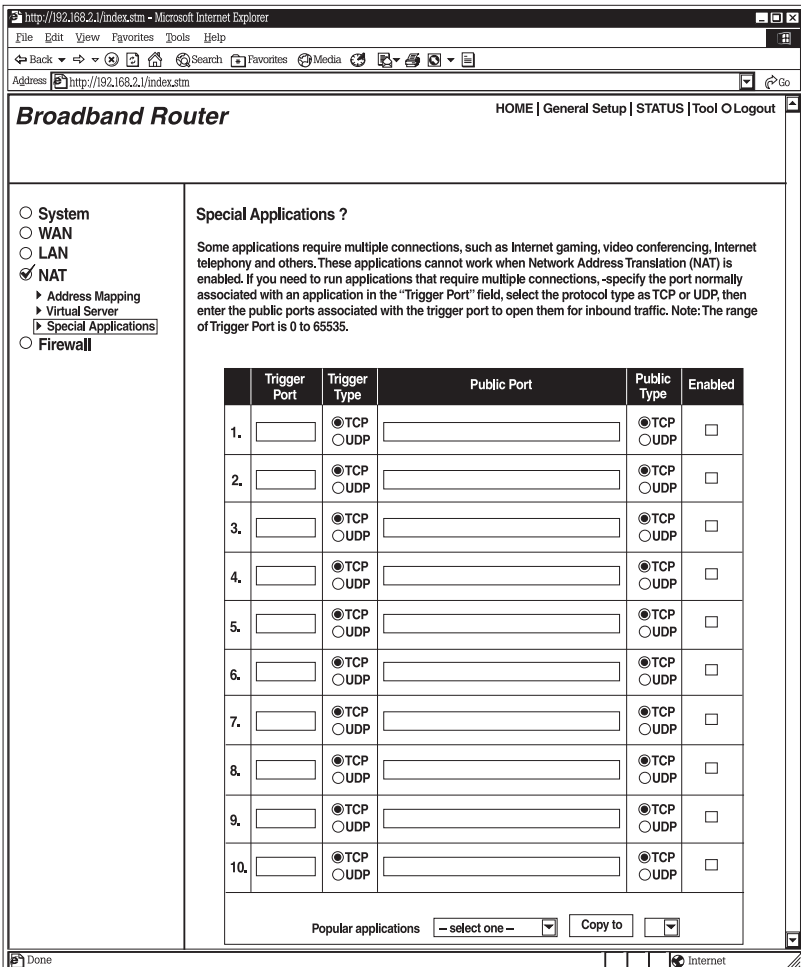 http://192.168.2.1/index.stm - Microsoft Internet Explorer
File Edit View Favorites Tools Help
Back Search Favorites Media
Address http://192.168.2.1/index.stm Go
Broadband Router
HOME | General Setup | STATUS | Tool Logout
System
WAN
LAN
NAT
Address Mapping
Virtual Server
Special Applications
Firewall
Special Applications ?
Some applications require multiple connections, such as Internet gaming, video conferencing, Internet
telephony and others. These applications cannot work when Network Address Translation (NAT) is
enabled. If you need to run applications that require multiple connections, -specify the port normally
associated with an application in the “Trigger Port” field, select the protocol type as TCP or UDP, then
enter the public ports associated with the trigger port to open them for inbound traffic. Note: The range
of Trigger Port is 0 to 65535.
Trigger Port Trigger Type Public Port Public Type Enabled
1. TCP UDP TCP UDP
2. TCP UDP TCP UDP
3. TCP UDP TCP UDP
4. TCP UDP TCP UDP
5. TCP UDP TCP UDP
6. TCP UDP TCP UDP
7. TCP UDP TCP UDP
8. TCP UDP TCP UDP
9. TCP UDP TCP UDP
10. TCP UDP TCP UDP
Popular applications – select one – Copy to
Done Internet